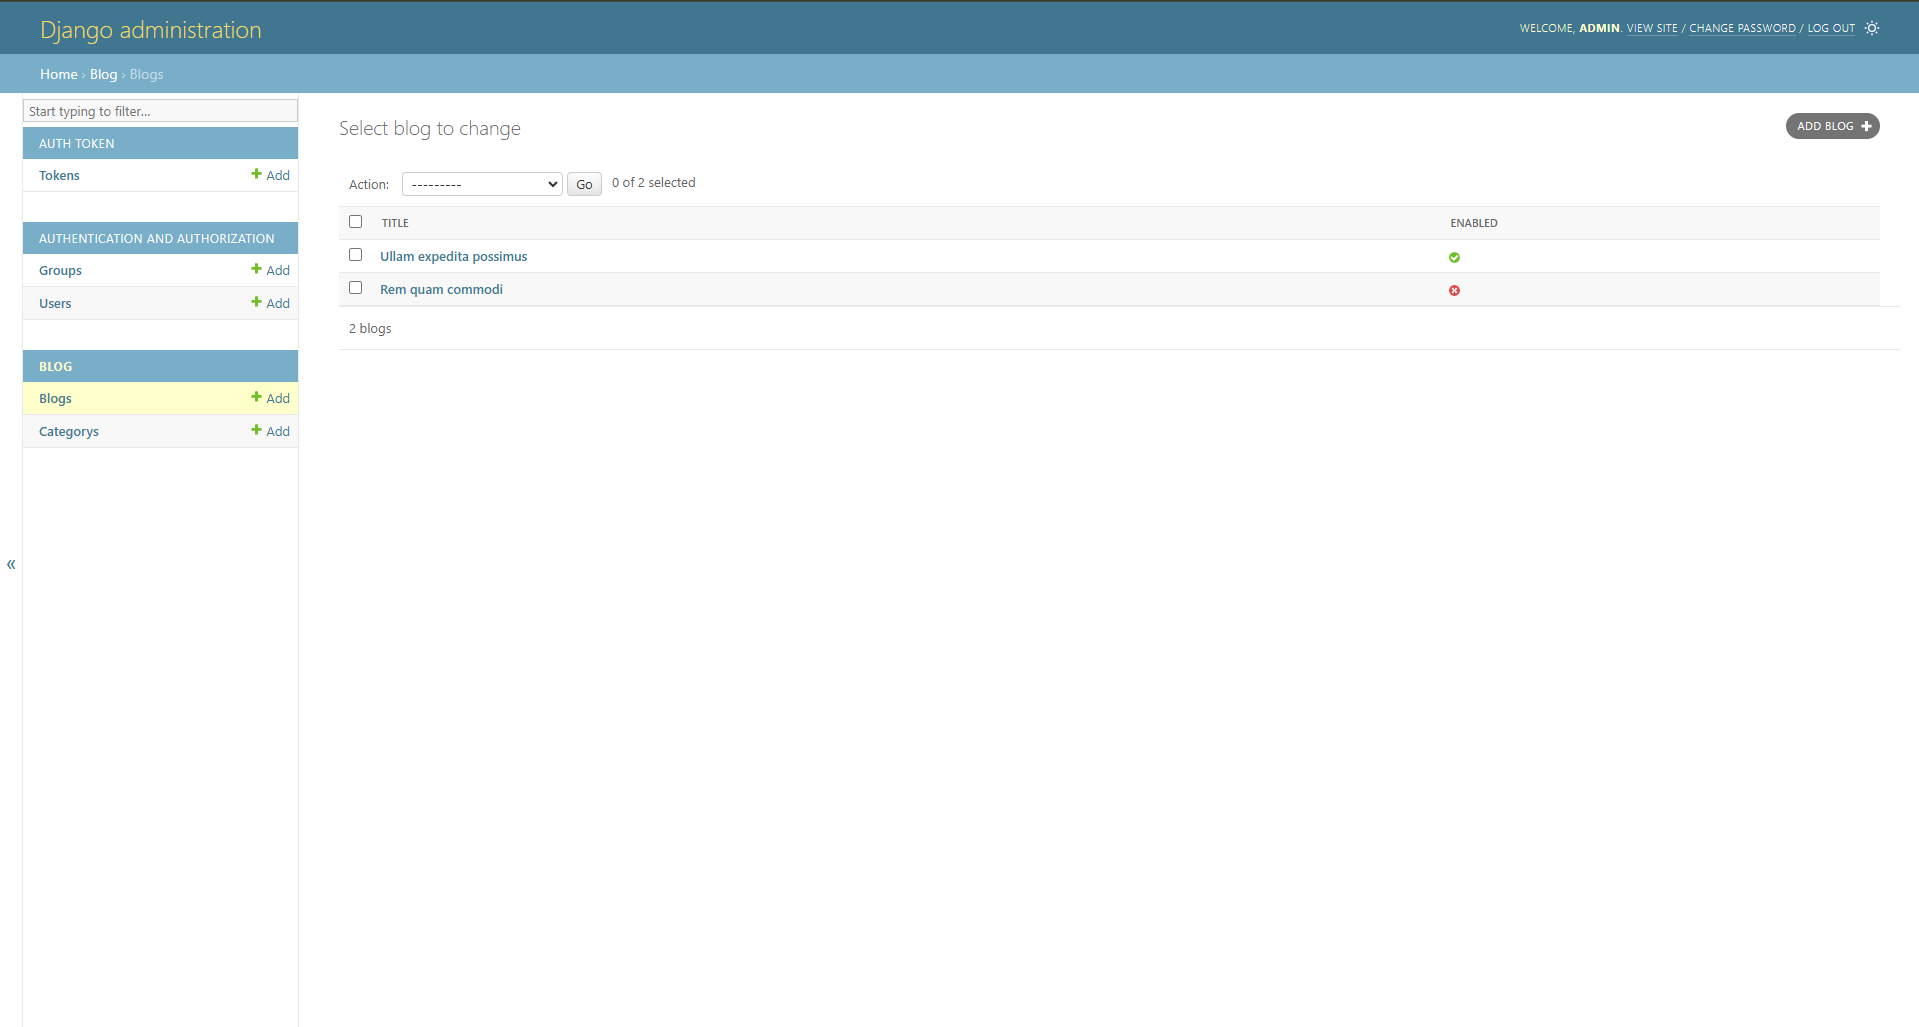 Django administration
WELCOME, ADMIN. VIEW SITE / CHANGE PASSWORD / LOG OUT
Home › Blog › Blogs
Start typing to filter...
AUTH TOKEN
Tokens
Add
AUTHENTICATION AND AUTHORIZATION
Groups
Add
Users
Add
BLOG
Blogs
Add
Categorys
Add
«
Select blog to change
ADD BLOG
Action: --------- Go 0 of 2 selected
TITLE ENABLED
Ullam expedita possimus
Rem quam commodi
2 blogs